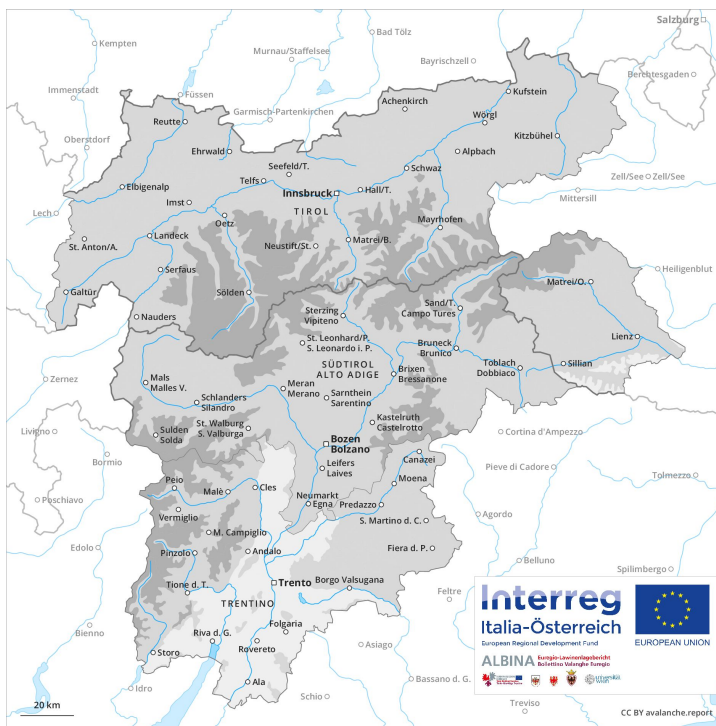 Salzburg
Kempten
Bad Tölz
Murnau/Staffelsee
Bayrischzell
Berchtesgaden
Immenstadt
Füssen
Kufstein
Achenkirch
Garmisch-Partenkirchen
Reutte
Wörgl
Oberstdorf
Kitzbühel
Ehrwald
Alpbach
Seefeld/T.
Schwaz
Telfs
Zell/See
Zell/See
Elbigenalp
Innsbruck
Hall/T.
Mittersill
Imst
TIROL
Lech
Oetz
Mayrhofen
Landeck
Matrei/B.
St. Anton/A.
Neustift/St.
Serfaus
Heiligenblut
Matrei/O.
Galtür
Sölden
Sand/T.
Campo Tures
Nauders
Sterzing
Vipiteno
Lienz
St. Leonhard/P.
S. Leonardo i. P.
Bruneck
Brunico
SÜDTIROL
ALTO ADIGE
Toblach
Dobbiaco
Sillian
Zernez
Mals
Malles V.
Meran
Merano
Brixen
Bressanone
Schlanders
Silandro
Sarnthein
Sarentino
St. Walburg
S. Valburga
Kastelruth
Castelrotto
Livigno
Sulden
Solda
Cortina d'Ampezzo
Bozen
Bolzano
Bormio
Canazei
Leifers
Laives
Pieve di Cadore
Tolmezzo
Peio
Moena
Malè
Cles
Neumarkt
Egna
Predazzo
Poschiavo
Vermiglio
Agordo
S. Martino d. C.
M. Campiglio
Edolo
Pinzolo
Andalo
Fiera d. P.
Belluno
Spilimbergo
Tione d. T.
Trento
Borgo Valsugana
Feltre
TRENTINO
Folgaria
Bienno
Riva d. G.
Rovereto
Asiago
Storo
Idro
Ala
Schio
Bassano d. G.
Treviso
Interreg
Italia-Österreich
European Regional Development Fund
EUROPEAN UNION
ALBINA
Euregio-Lawinenlagebericht
Bollettino Valanghe Euregio
20 km
CC BY avalanche.report